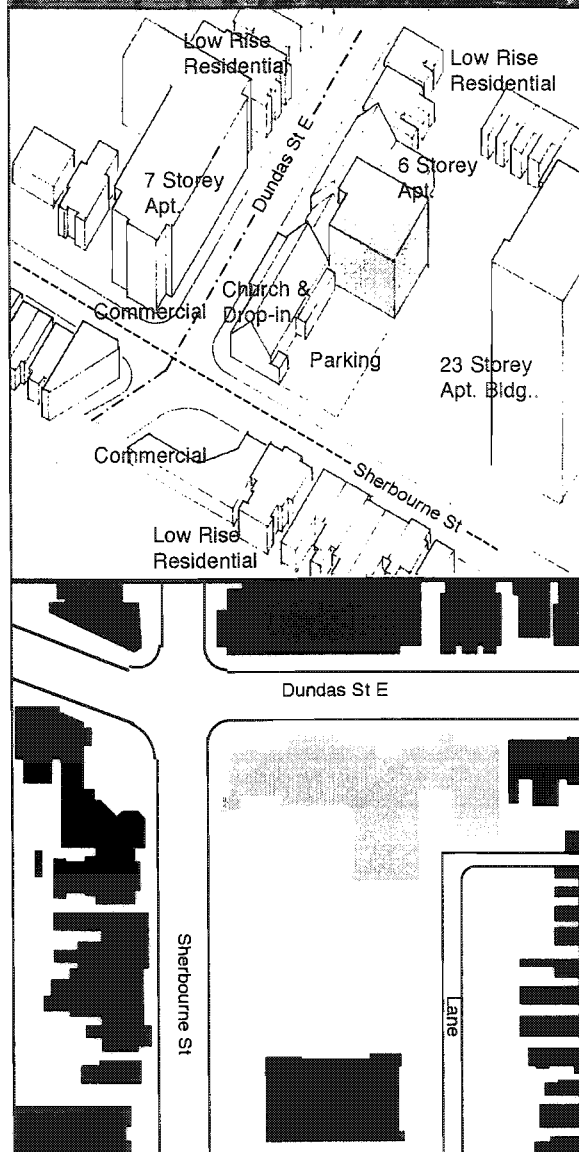 Low Rise
Residential
Low Rise
Residential
Dundas St E
7 Storey
Apt.
6 Storey
Apt.
Commercial
Church &
Drop-in
Parking
23 Storey
Apt. Bldg..
Commercial
Sherbourne St
Low Rise
Residential
Dundas St E
Sherbourne St
Lane